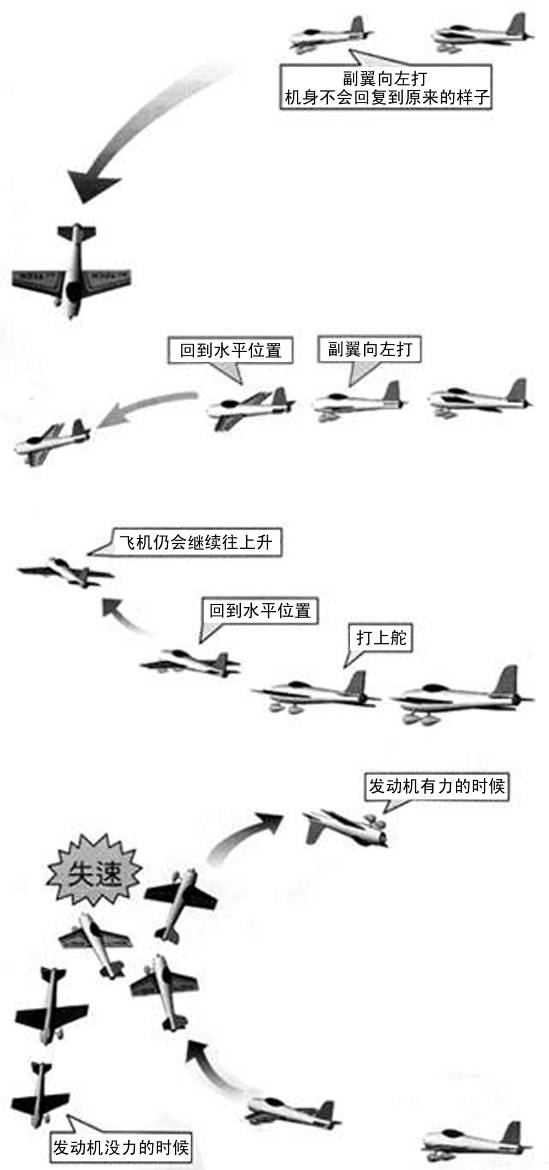 副翼向左打
机身不会回复到原来的样子
回到水平位置
副翼向左打
飞机仍会继续往上升
回到水平位置
打上舵
发动机有力的时候
失速
发动机没力的时候